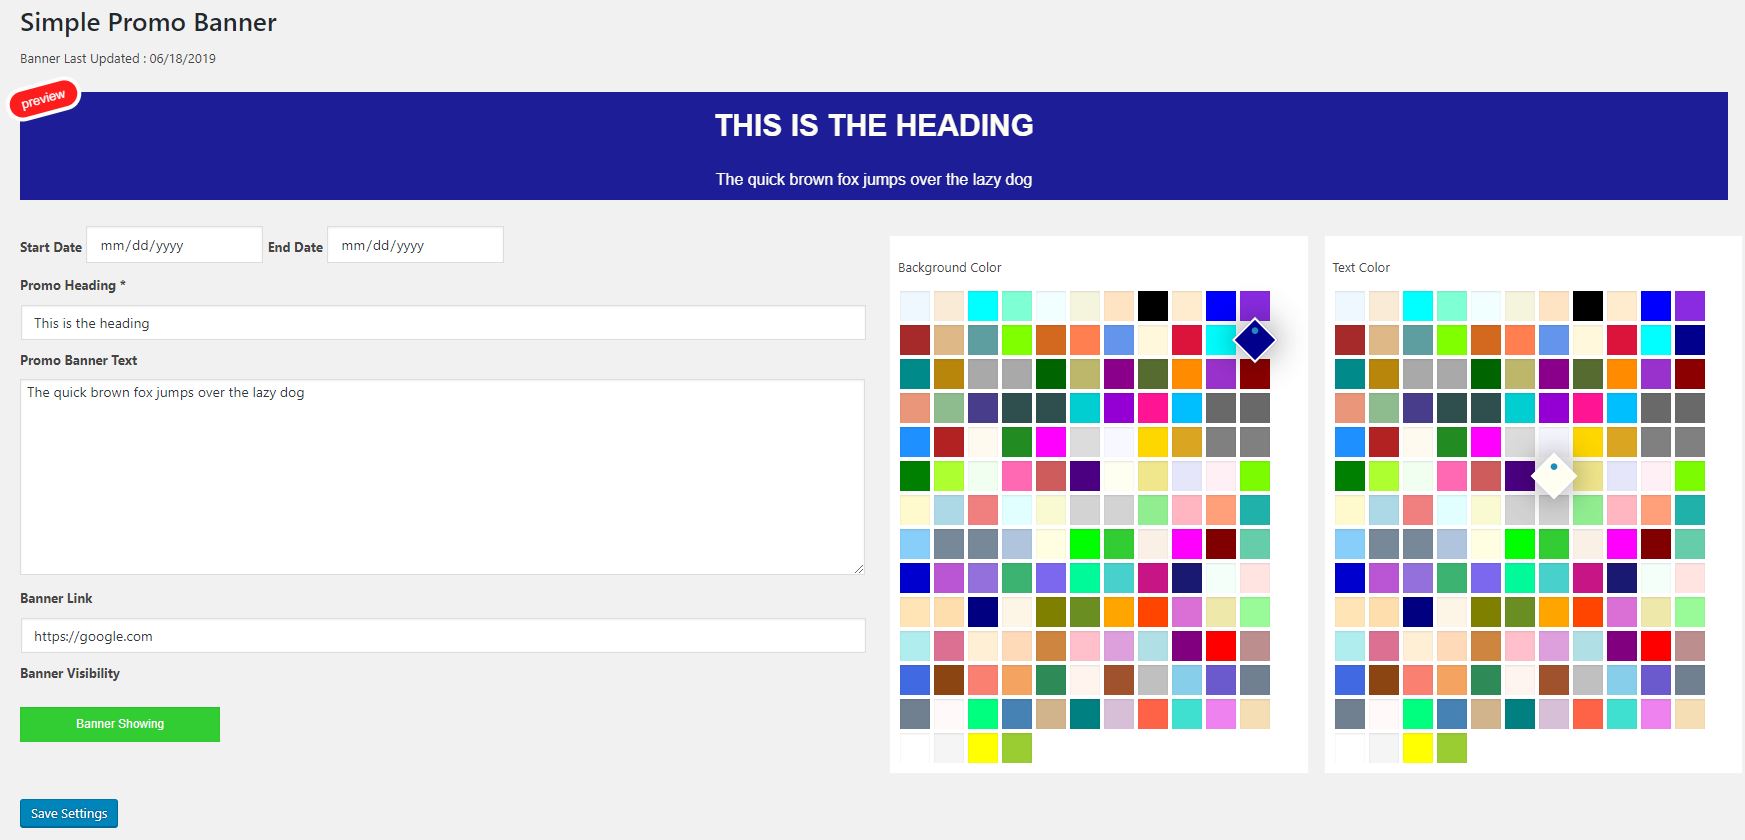 Simple Promo Banner
Banner Last Updated : 06/18/2019
preview
THIS IS THE HEADING
The quick brown fox jumps over the lazy dog
Start Date mm/dd/yyyy End Date mm/dd/yyyy
Promo Heading *
This is the heading
Promo Banner Text
The quick brown fox jumps over the lazy dog
Banner Link
https://google.com
Banner Visibility
Banner Showing
Save Settings
Background Color
Text Color